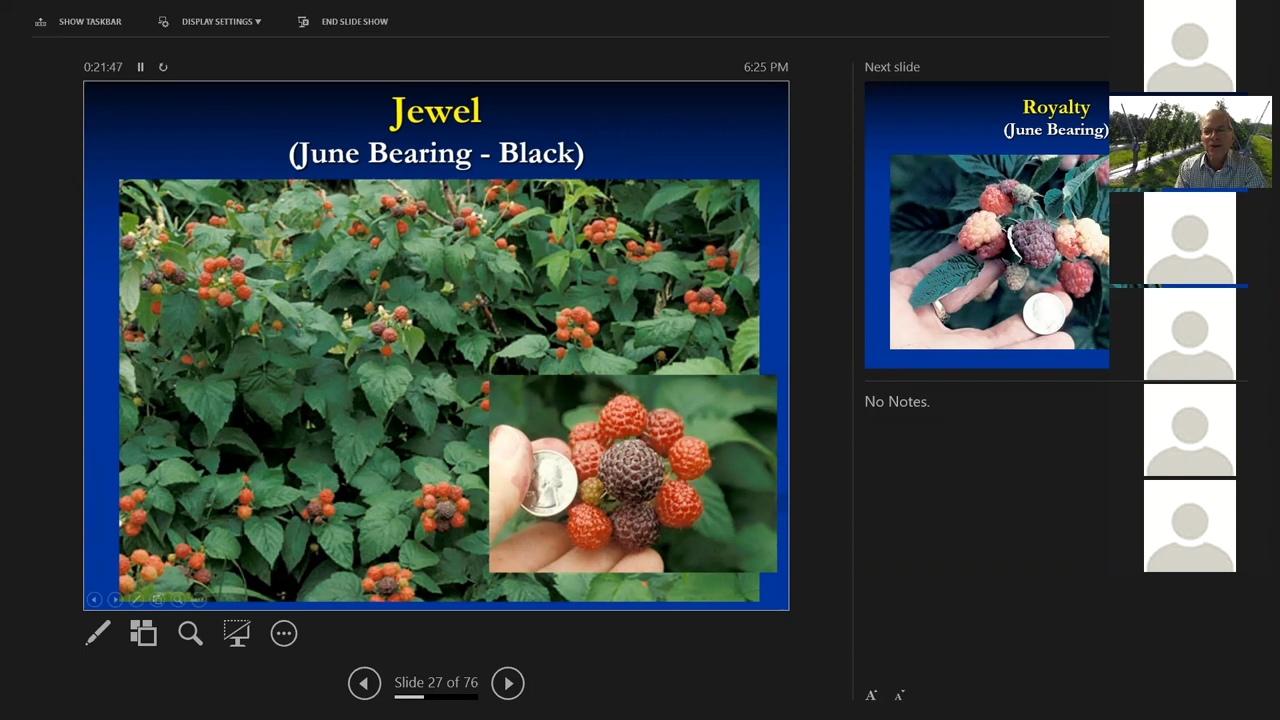 SHOW TASKBAR
DISPLAY SETTINGS ▼
END SLIDE SHOW
0:21:47
6:25 PM
Next slide
Jewel
(June Bearing - Black)
Royalty
(June Bearing)
No Notes.
Slide 27 of 76
A A